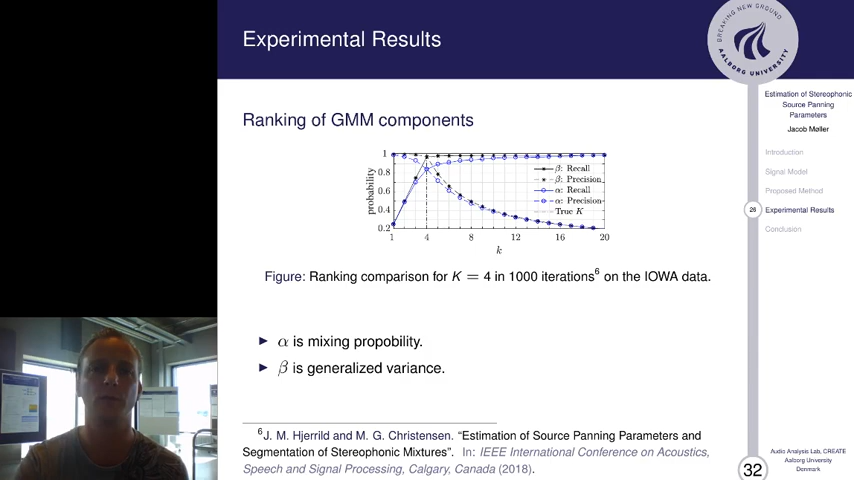 Experimental Results
BREAKING NEW GROUND
AALBORG UNIVERSITY
Estimation of Stereophonic
Source Panning
Parameters
Jacob Møller
Introduction
Signal Model
Proposed Method
26
Experimental Results
Conclusion
Ranking of GMM components
probability
1
0.8
0.6
0.4
0.2
1 4 8 12 16 20
k
β: Recall
β: Precision
α: Recall
α: Precision
True K
Figure: Ranking comparison for K = 4 in 1000 iterations6 on the IOWA data.
α is mixing propobility.
β is generalized variance.
6J. M. Hjerrild and M. G. Christensen. “Estimation of Source Panning Parameters and
Segmentation of Stereophonic Mixtures”. In: IEEE International Conference on Acoustics,
Speech and Signal Processing, Calgary, Canada (2018).
Audio Analysis Lab, CREATE
Aalborg University
Denmark
32